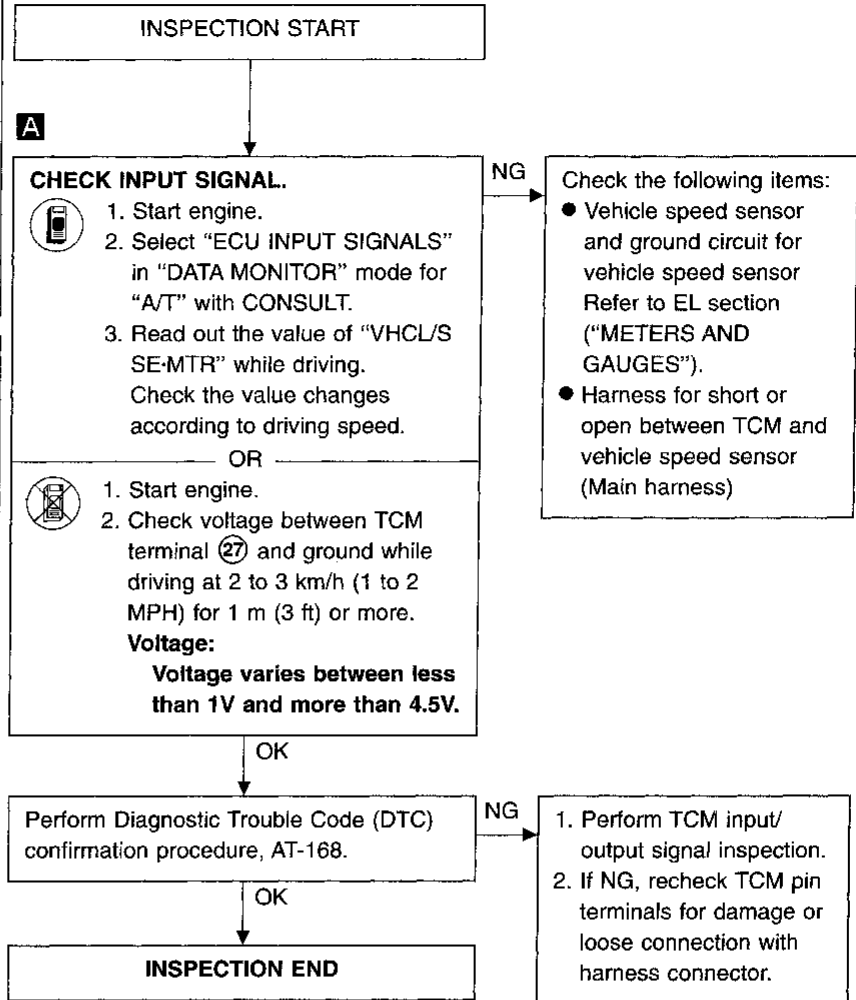 INSPECTION START
A
CHECK INPUT SIGNAL.
1. Start engine.
2. Select “ECU INPUT SIGNALS”
in “DATA MONITOR” mode for
“A/T” with CONSULT.
3. Read out the value of “VHCL/S
SE·MTR” while driving.
Check the value changes
according to driving speed.
OR
1. Start engine.
2. Check voltage between TCM
terminal ㉗ and ground while
driving at 2 to 3 km/h (1 to 2
MPH) for 1 m (3 ft) or more.
Voltage:
Voltage varies between less
than 1V and more than 4.5V.
NG
Check the following items:
● Vehicle speed sensor
and ground circuit for
vehicle speed sensor
Refer to EL section
(“METERS AND
GAUGES”).
● Harness for short or
open between TCM and
vehicle speed sensor
(Main harness)
OK
Perform Diagnostic Trouble Code (DTC)
confirmation procedure, AT-168.
NG
1. Perform TCM input/
output signal inspection.
2. If NG, recheck TCM pin
terminals for damage or
loose connection with
harness connector.
OK
INSPECTION END